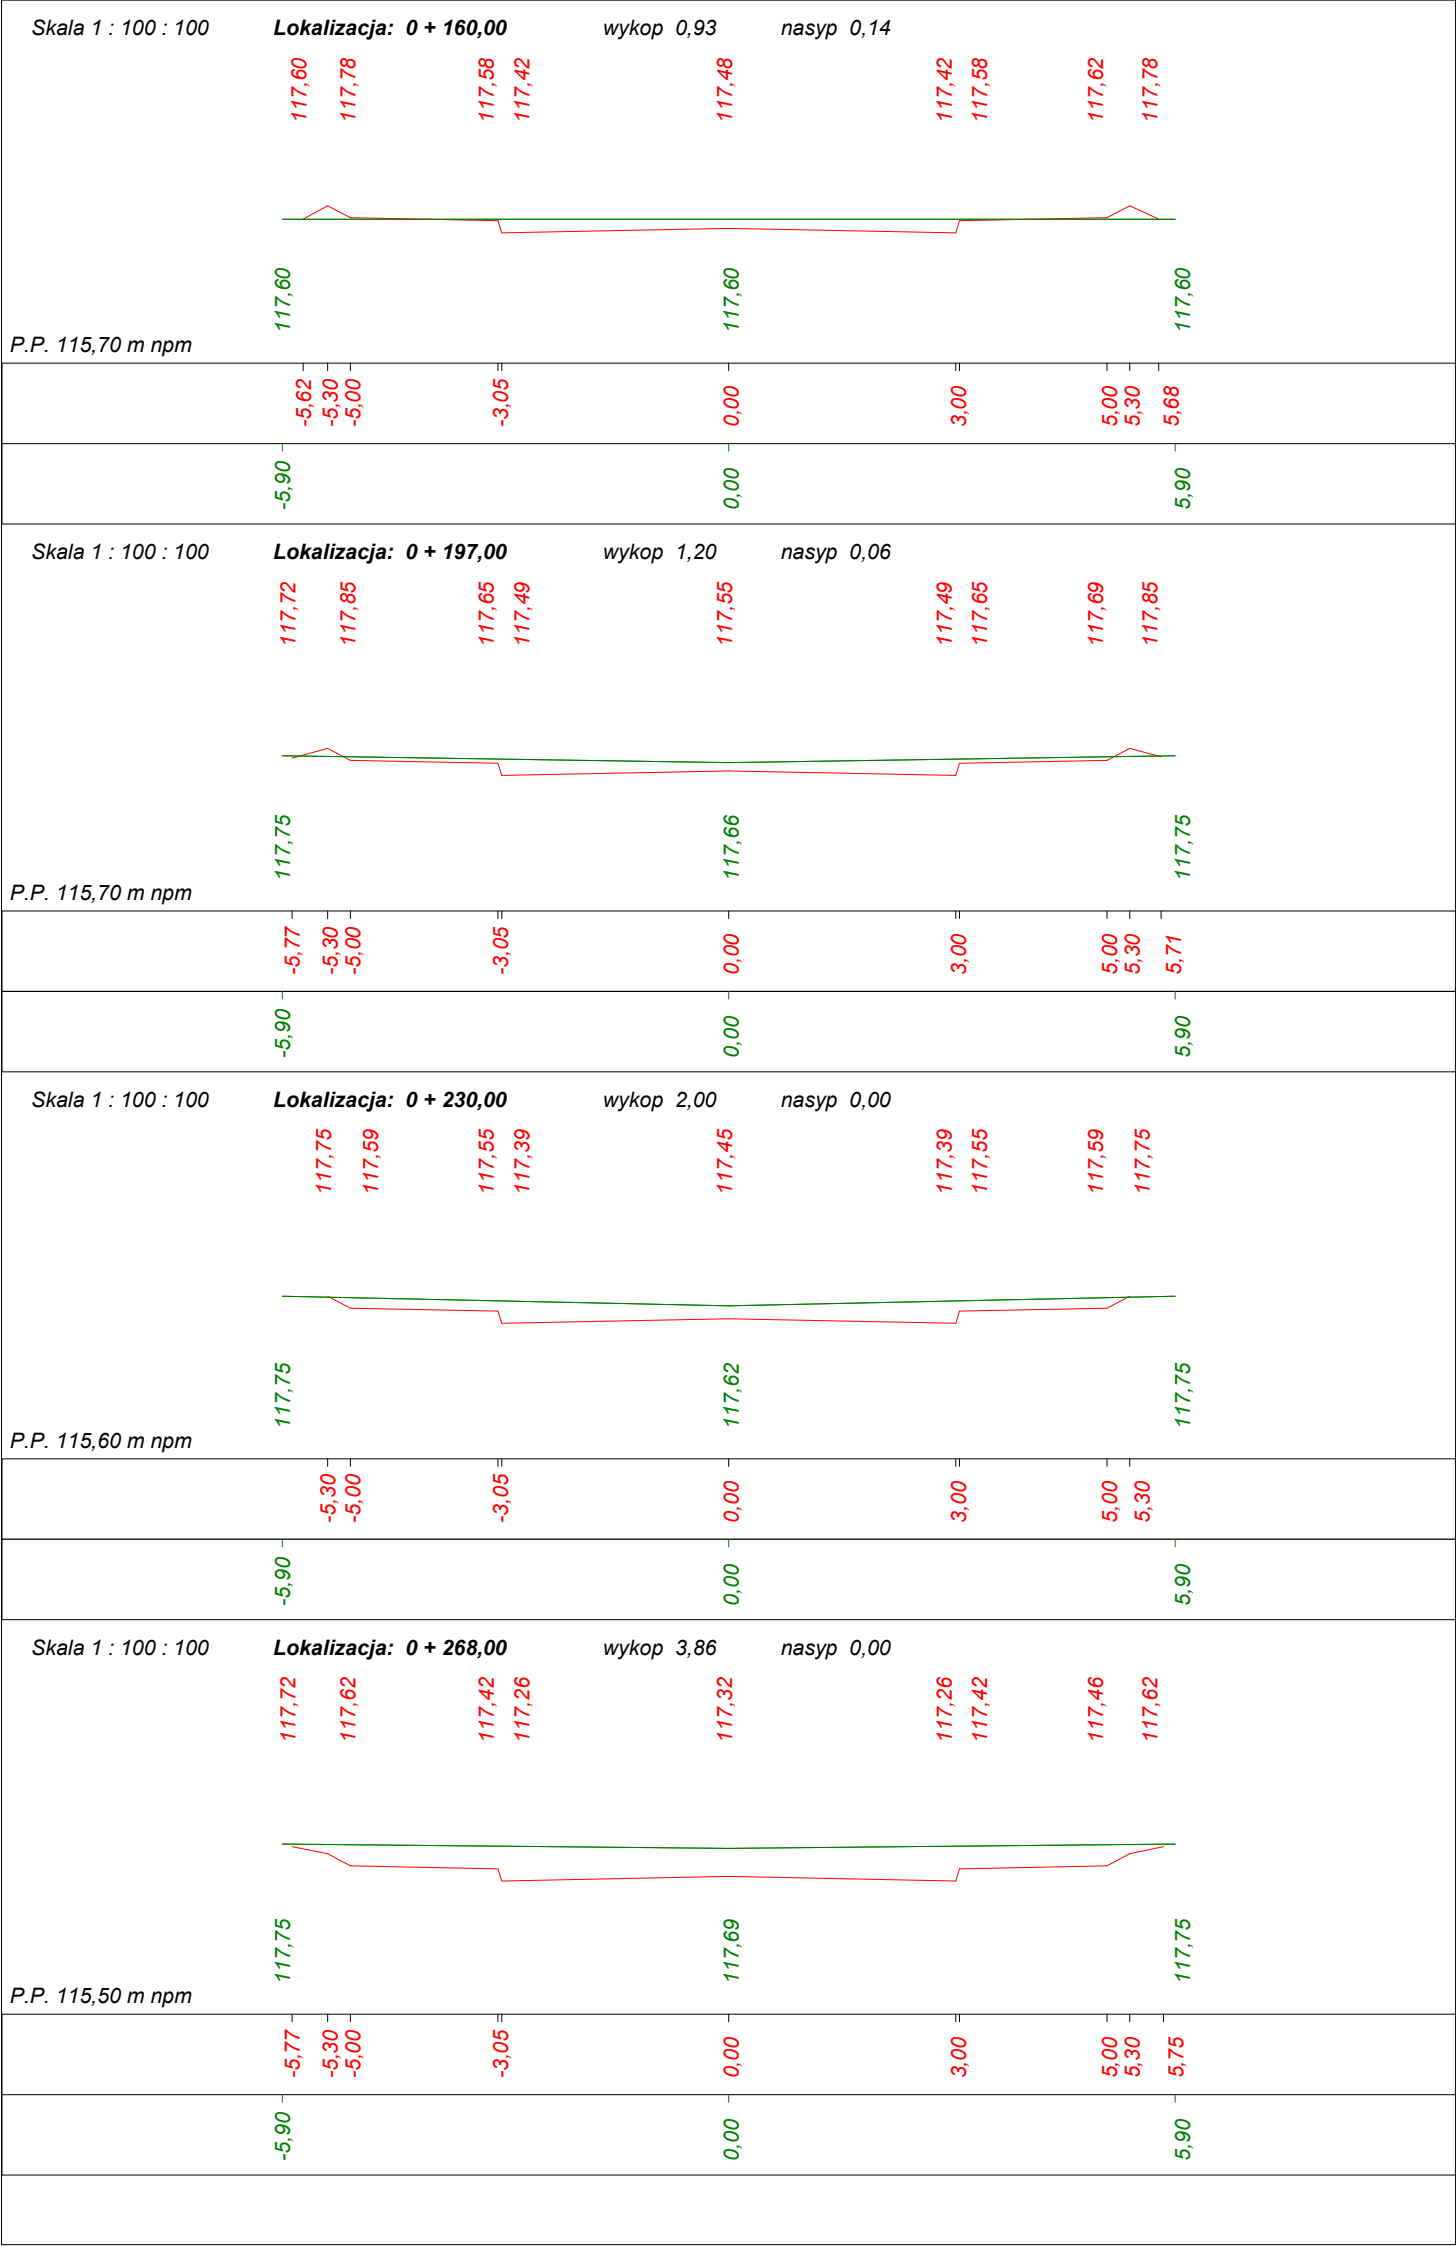 Skala 1 : 100 : 100 Lokalizacja: 0 + 160,00 wykop 0,93 nasyp 0,14
117,60 117,78 117,58 117,42 117,48 117,42 117,58 117,62 117,78
117,60 117,60 117,60
P.P. 115,70 m npm
-5,62 -5,30 -5,00 -3,05 0,00 3,00 5,00 5,30 5,68
-5,90 0,00 5,90
Skala 1 : 100 : 100 Lokalizacja: 0 + 197,00 wykop 1,20 nasyp 0,06
117,72 117,85 117,65 117,49 117,55 117,49 117,65 117,69 117,85
117,75 117,66 117,75
P.P. 115,70 m npm
-5,77 -5,30 -5,00 -3,05 0,00 3,00 5,00 5,30 5,71
-5,90 0,00 5,90
Skala 1 : 100 : 100 Lokalizacja: 0 + 230,00 wykop 2,00 nasyp 0,00
117,75 117,59 117,55 117,39 117,45 117,39 117,55 117,59 117,75
117,75 117,62 117,75
P.P. 115,60 m npm
-5,30 -5,00 -3,05 0,00 3,00 5,00 5,30
-5,90 0,00 5,90
Skala 1 : 100 : 100 Lokalizacja: 0 + 268,00 wykop 3,86 nasyp 0,00
117,72 117,62 117,42 117,26 117,32 117,26 117,42 117,46 117,62
117,75 117,69 117,75
P.P. 115,50 m npm
-5,77 -5,30 -5,00 -3,05 0,00 3,00 5,00 5,30 5,75
-5,90 0,00 5,90